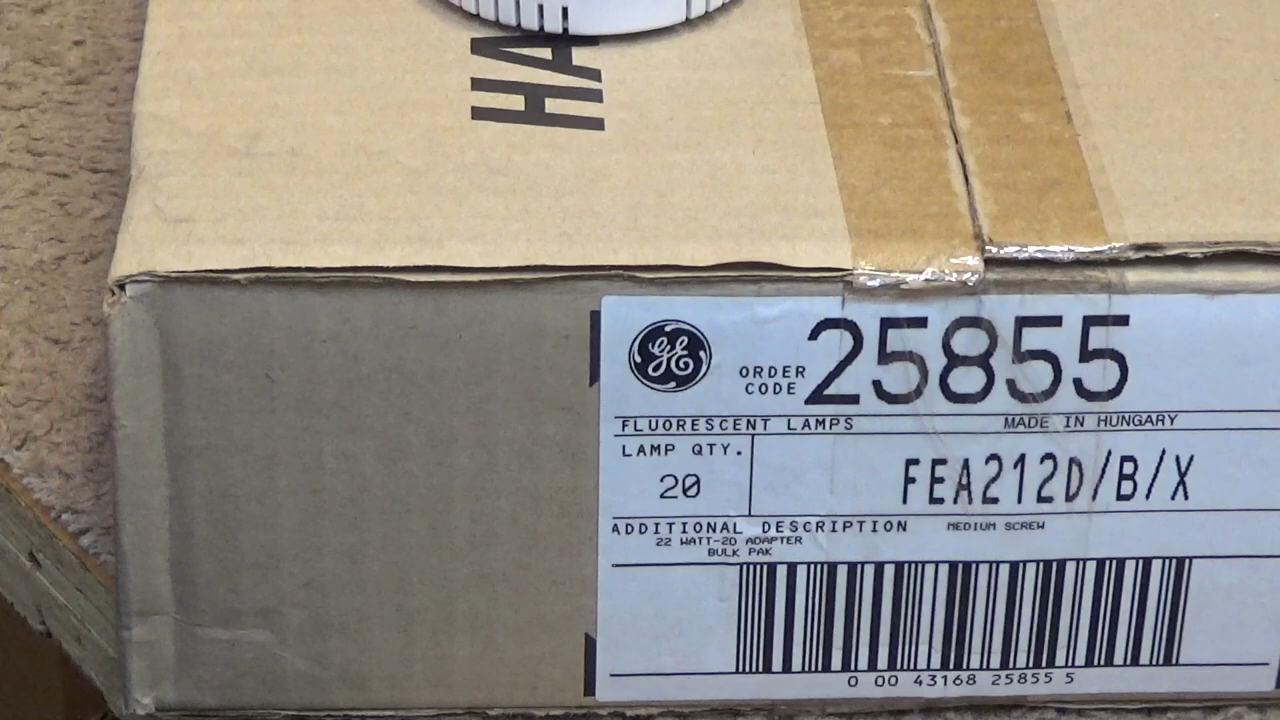 HA
GE
ORDER CODE 25855
FLUORESCENT LAMPS MADE IN HUNGARY
LAMP QTY.
20
FEA212D/B/X
ADDITIONAL DESCRIPTION MEDIUM SCREW
22 WATT-2D ADAPTER
BULK PAK
0 00 43168 25855 5